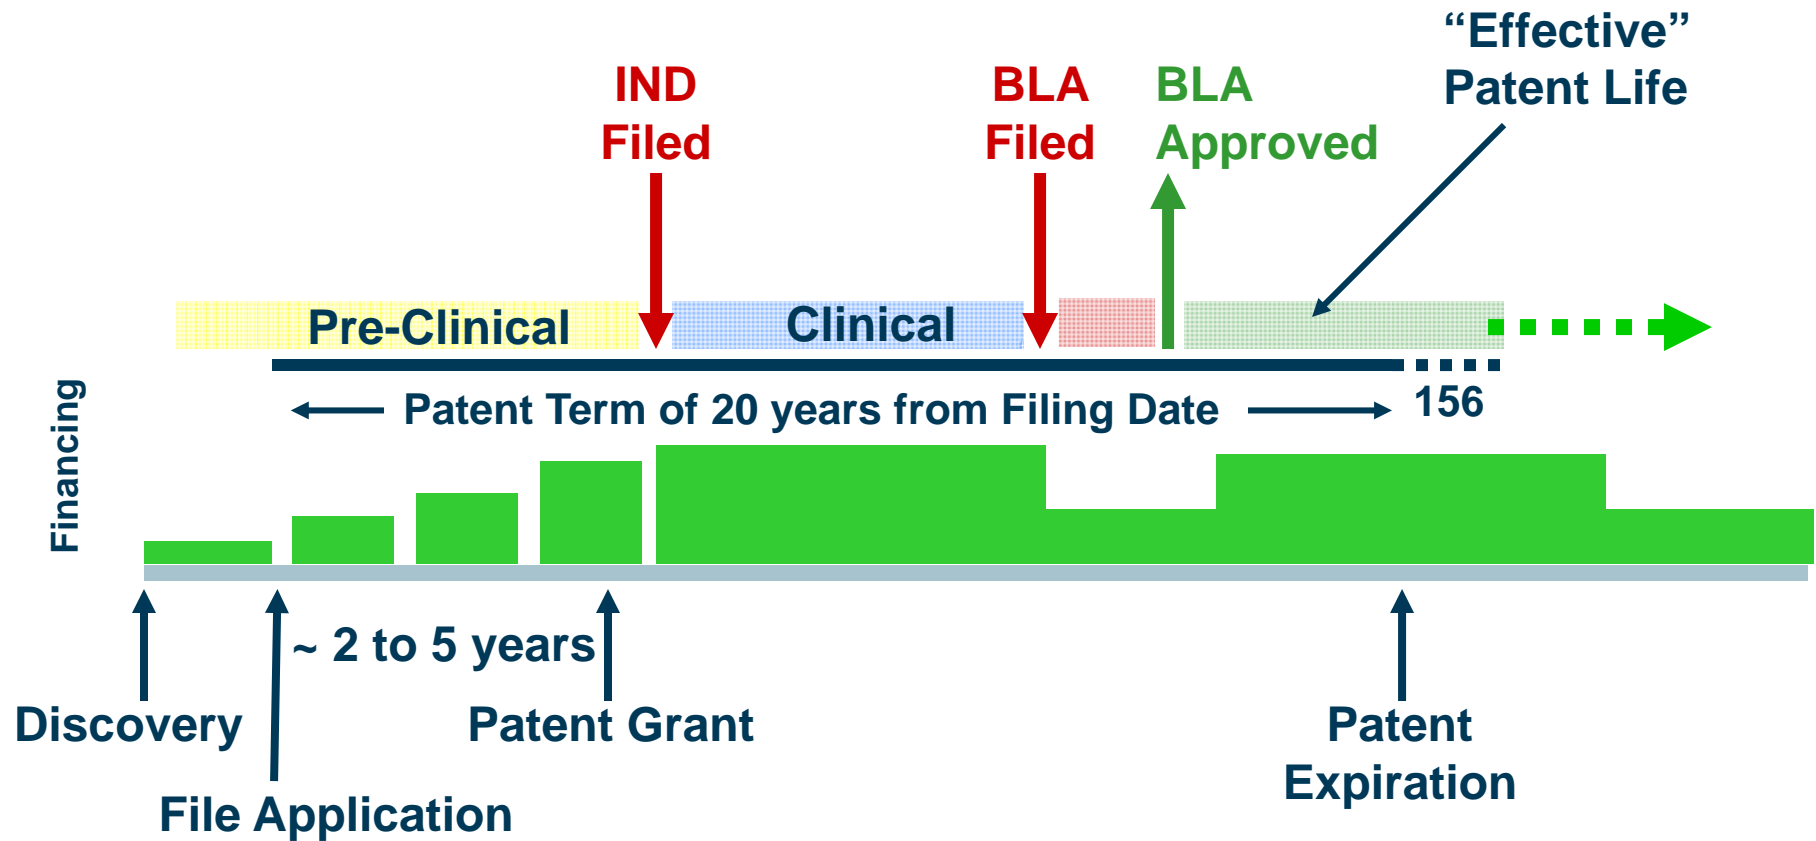 “Effective”
Patent Life
IND
Filed
BLA
Filed
BLA
Approved
Pre-Clinical
Clinical
Patent Term of 20 years from Filing Date
156
Financing
~ 2 to 5 years
Discovery
Patent Grant
Patent
Expiration
File Application